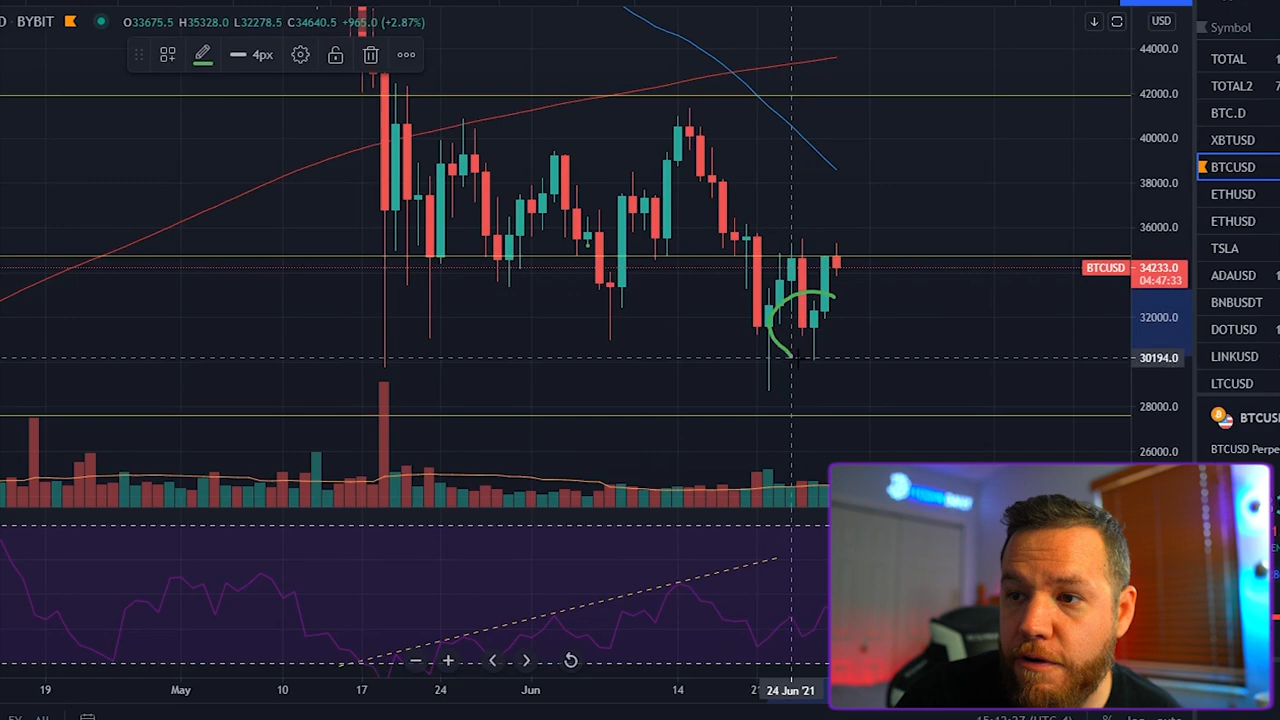 D BYBIT O33675.5 H35328.0 L32278.5 C34640.5 +965.0 (+2.87%)
USD
Symbol
4px
44000.0
TOTAL
TOTAL2
42000.0
BTC.D
40000.0
XBTUSD
BTCUSD
38000.0
ETHUSD
36000.0
ETHUSD
TSLA
BTCUSD 34233.0
04:47:33
ADAUSD
BNBUSDT
32000.0
DOTUSD
30194.0
LINKUSD
LTCUSD
28000.0
BTCUS
26000.0
BTCUSD Perpe
19
May
10
17
24
Jun
14
24 Jun '21